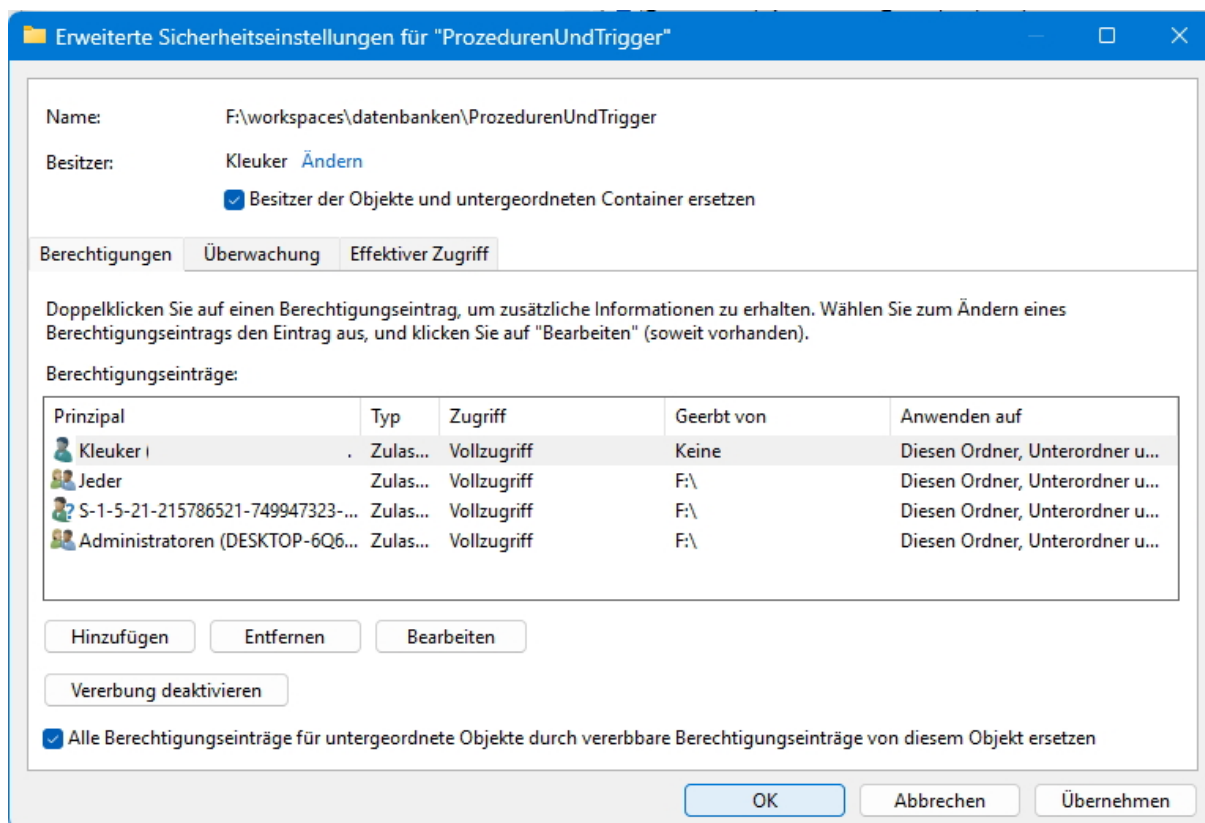 Erweiterte Sicherheitseinstellungen für "ProzedurenUndTrigger"
Name: F:\workspaces\datenbanken\ProzedurenUndTrigger
Besitzer: Kleuker Ändern
Besitzer der Objekte und untergeordneten Container ersetzen
Berechtigungen Überwachung Effektiver Zugriff
Doppelklicken Sie auf einen Berechtigungseintrag, um zusätzliche Informationen zu erhalten. Wählen Sie zum Ändern eines
Berechtigungseintrags den Eintrag aus, und klicken Sie auf "Bearbeiten" (soweit vorhanden).
Berechtigungseinträge:
Prinzipal Typ Zugriff Geerbt von Anwenden auf
Kleuker ( . Zulas... Vollzugriff Keine Diesen Ordner, Unterordner u...
Jeder Zulas... Vollzugriff F:\ Diesen Ordner, Unterordner u...
S-1-5-21-215786521-749947323-... Zulas... Vollzugriff F:\ Diesen Ordner, Unterordner u...
Administratoren (DESKTOP-6Q6... Zulas... Vollzugriff F:\ Diesen Ordner, Unterordner u...
Hinzufügen Entfernen Bearbeiten
Vererbung deaktivieren
Alle Berechtigungseinträge für untergeordnete Objekte durch vererbbare Berechtigungseinträge von diesem Objekt ersetzen
OK Abbrechen Übernehmen